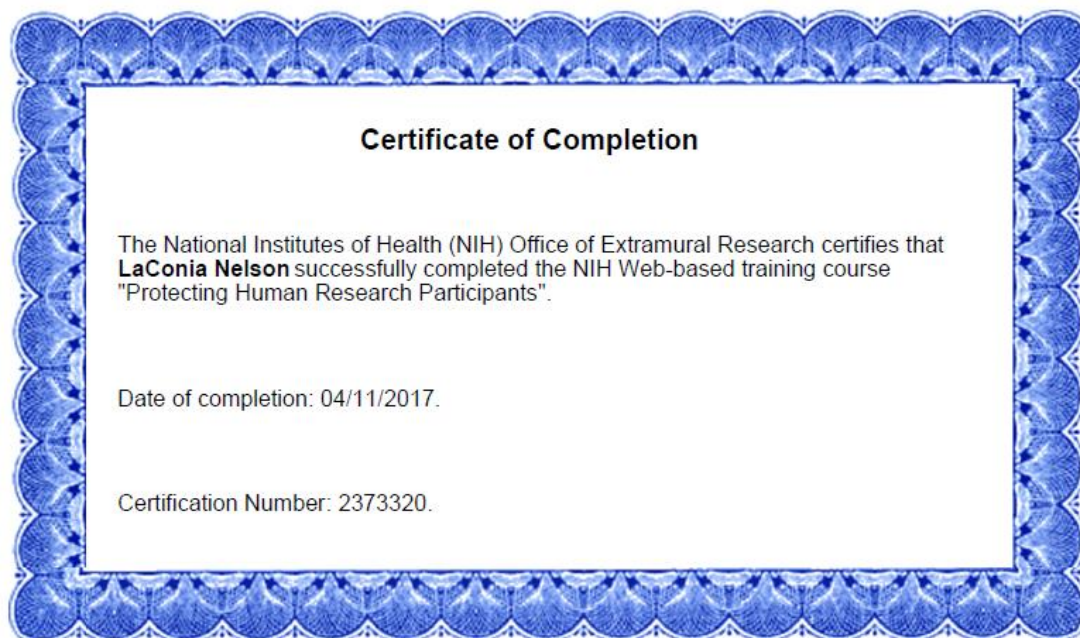 Certificate of Completion
The National Institutes of Health (NIH) Office of Extramural Research certifies that
LaConia Nelson successfully completed the NIH Web-based training course
"Protecting Human Research Participants".
Date of completion: 04/11/2017.
Certification Number: 2373320.